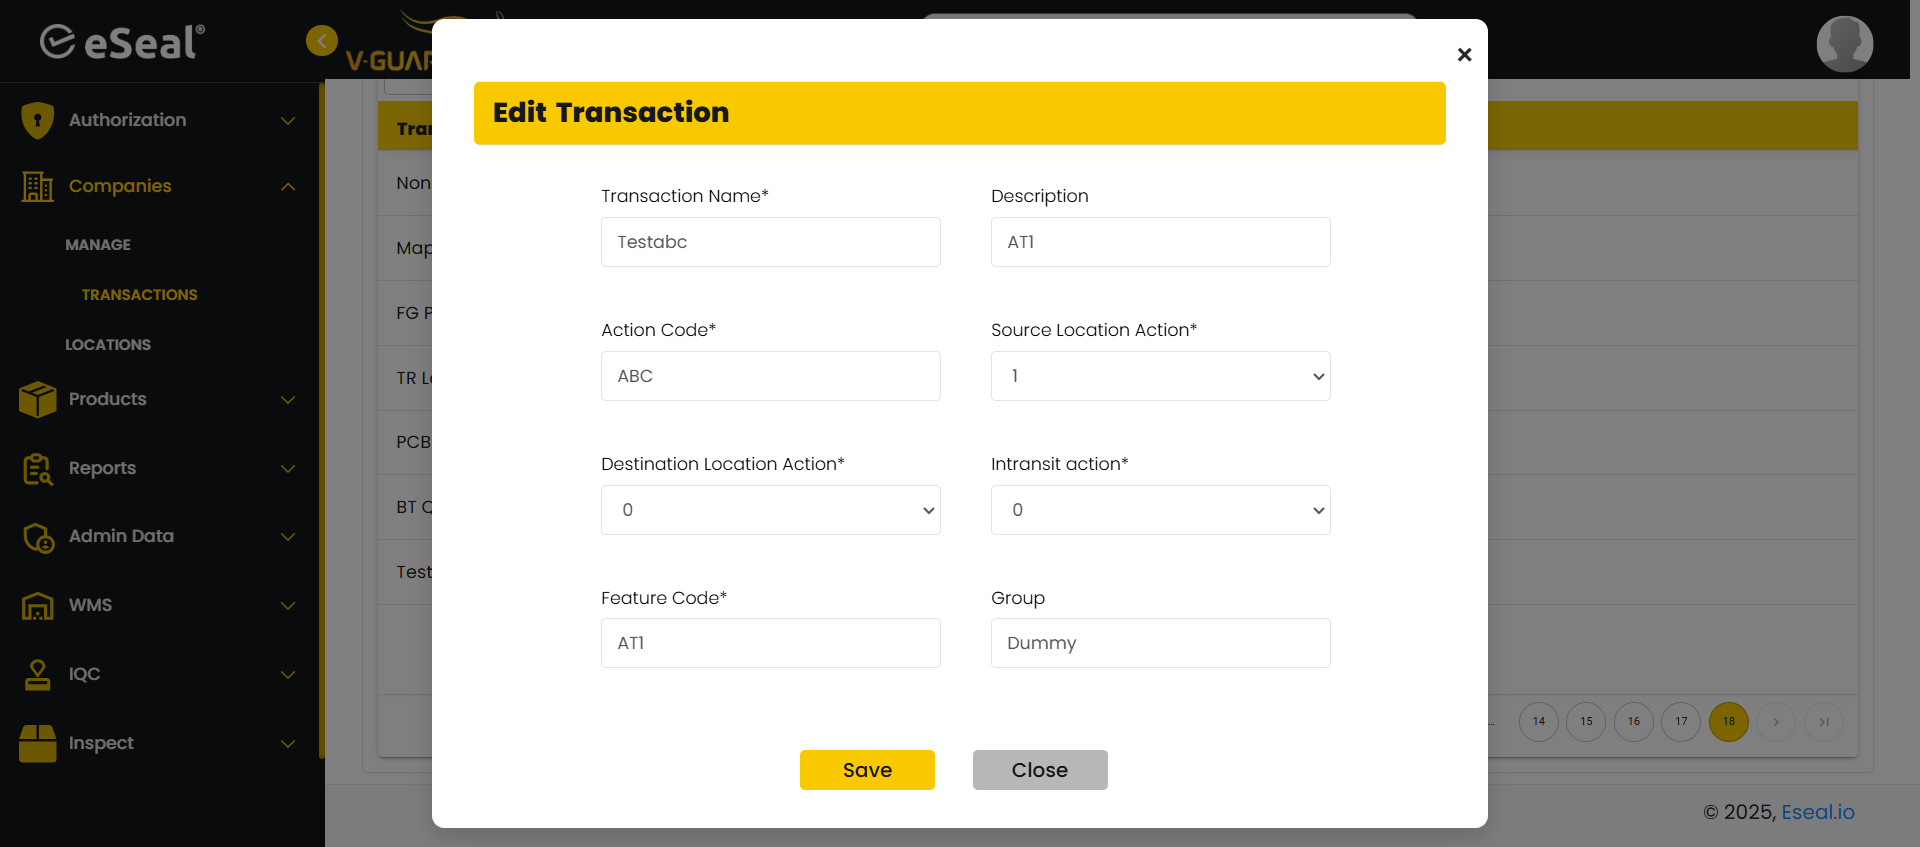 eSeal®
V-GUAR
Authorization
Companies
MANAGE
TRANSACTIONS
LOCATIONS
Products
Reports
Admin Data
WMS
IQC
Inspect
Tran
Non
Map
FG P
TR Le
PCB
BT Q
Test
Edit Transaction
Transaction Name*
Description
Testabc
AT1
Action Code*
Source Location Action*
ABC
1
Destination Location Action*
Intransit action*
0
0
Feature Code*
Group
AT1
Dummy
Save
Close
... 14 15 16 17 18
© 2025, Eseal.io